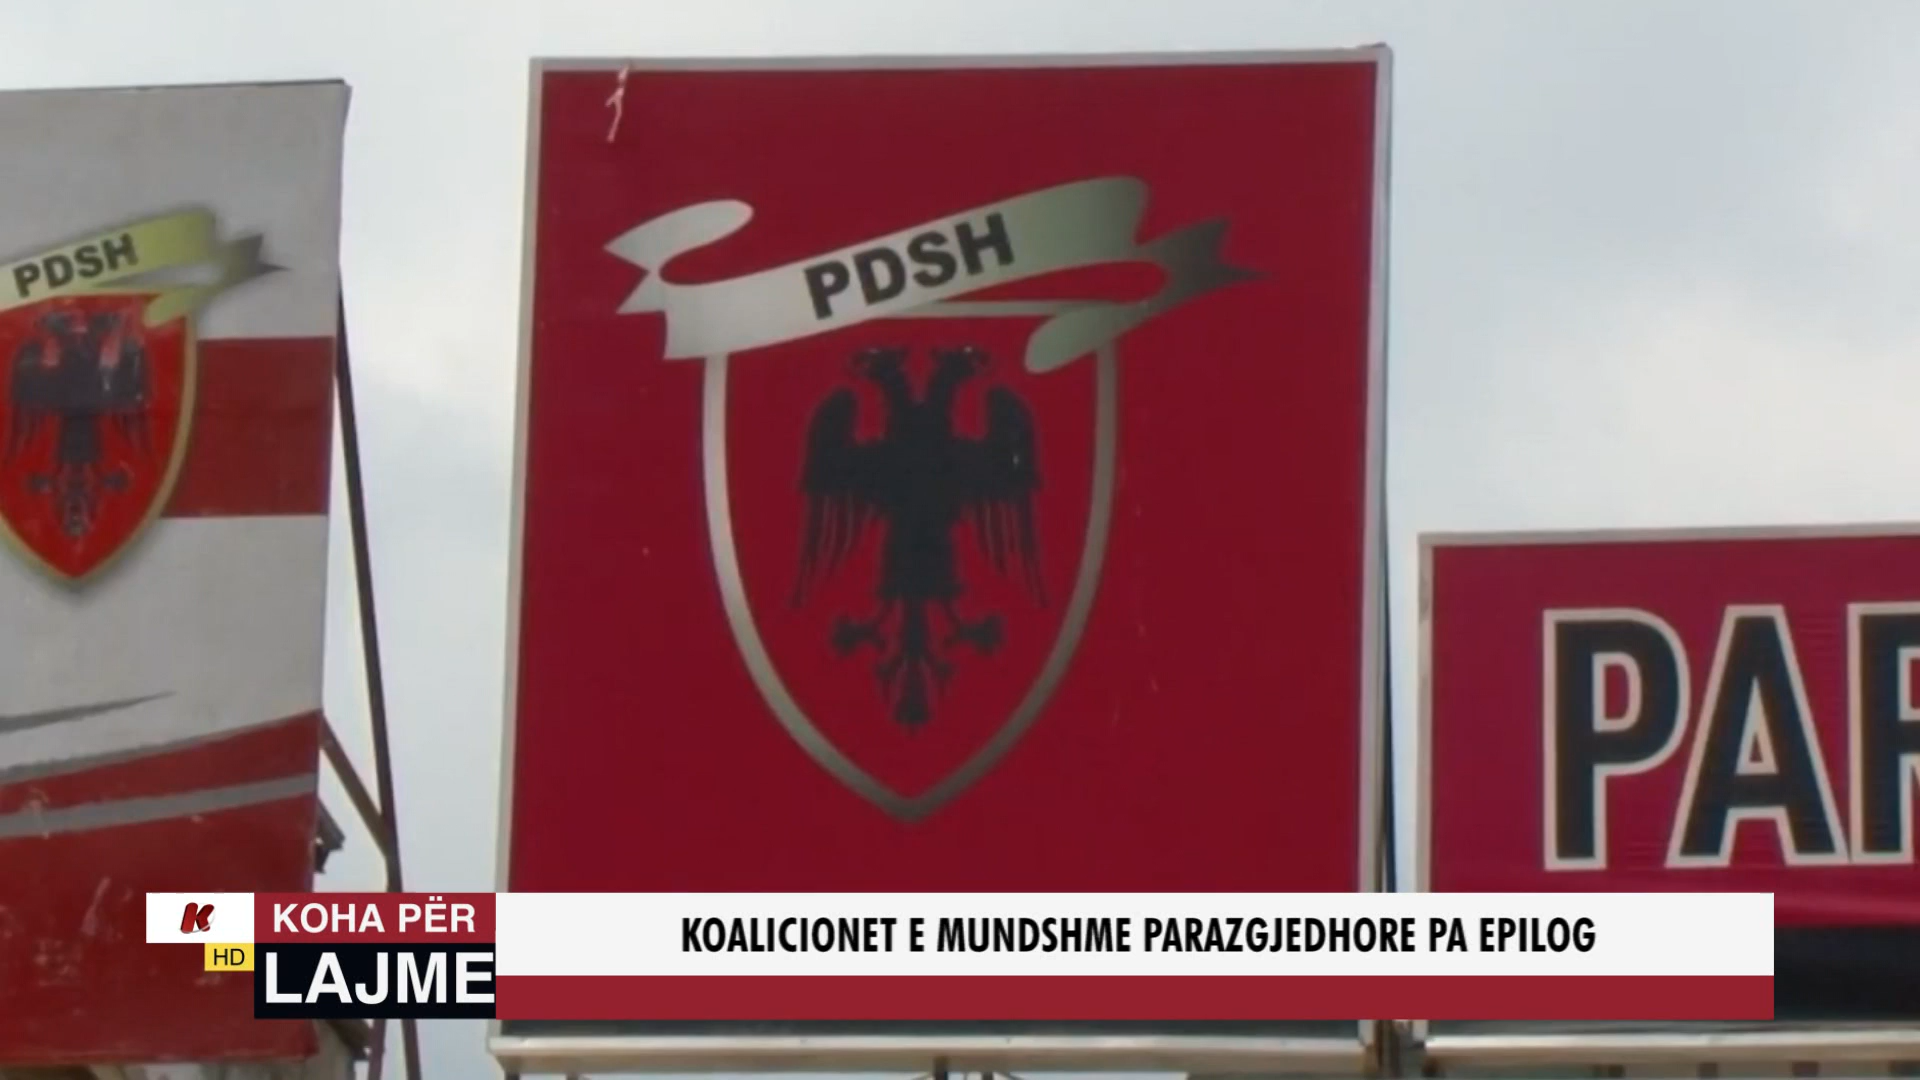 PDSH
PDSH
PAR
K
HD
KOHA PËR
LAJME
KOALICIONET E MUNDSHME PARAZGJEDHORE PA EPILOG